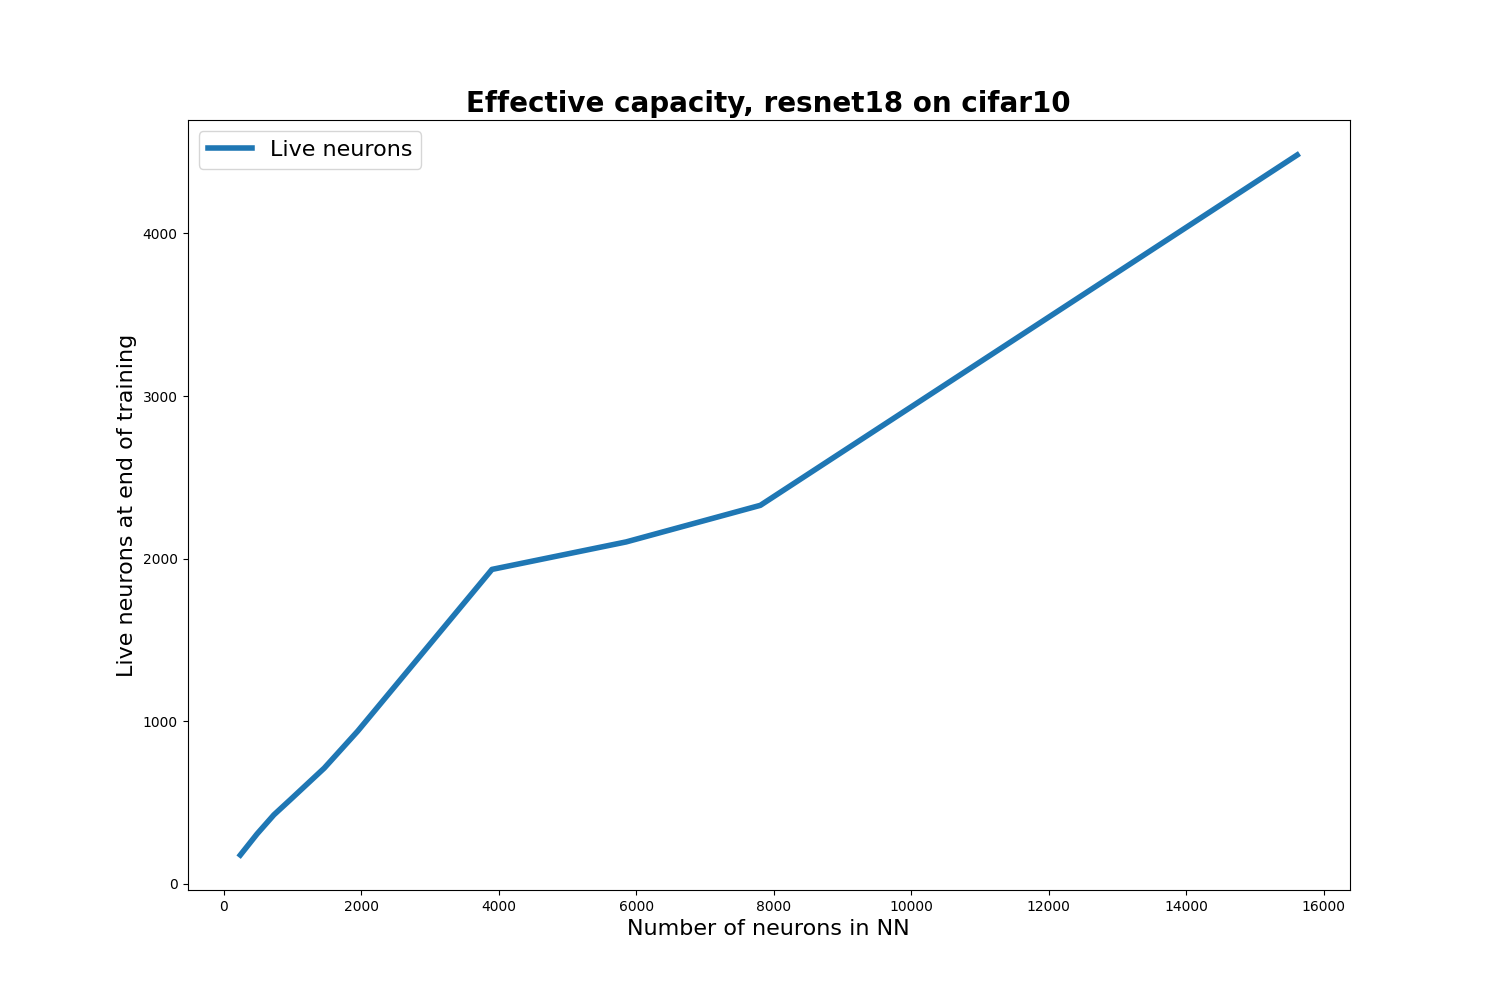 Effective capacity, resnet18 on cifar10
Live neurons
Live neurons at end of training
4000
3000
2000
1000
0
0 2000 4000 6000 8000 10000 12000 14000 16000
Number of neurons in NN